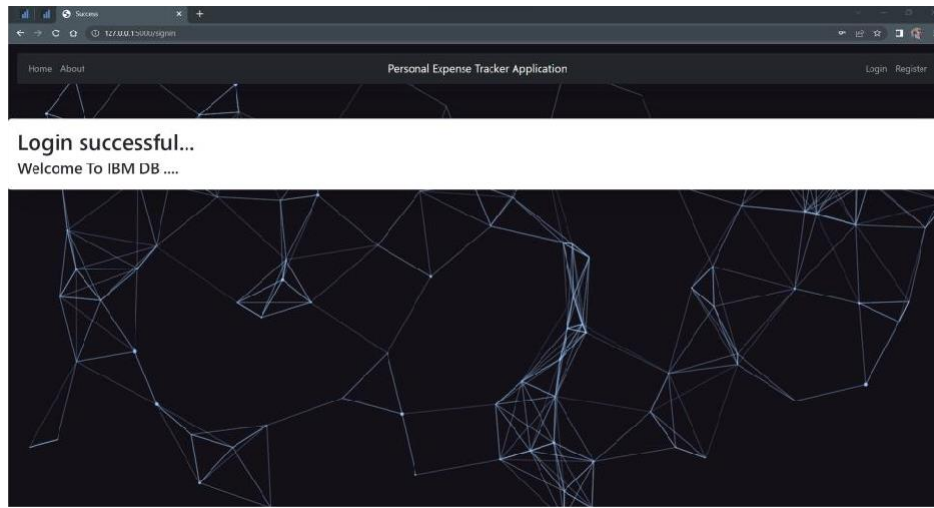 Success
127.0.0.1:5000/signin
Home About
Personal Expense Tracker Application
Login Register
Login successful...
Welcome To IBM DB ....